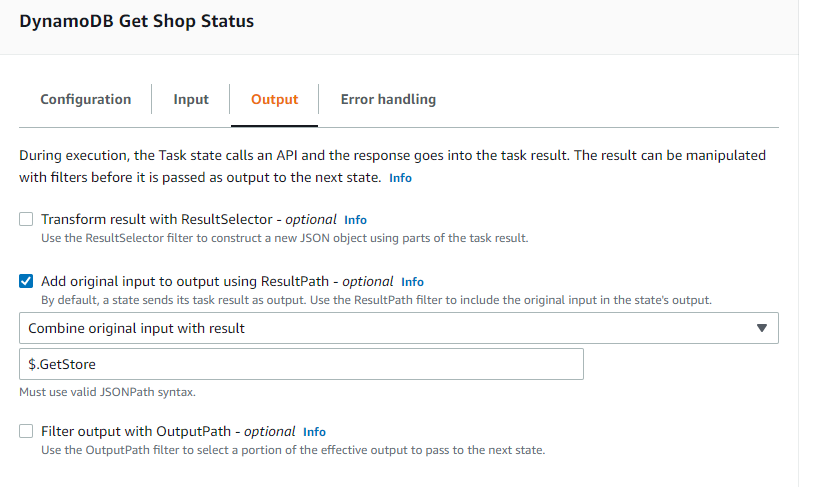 DynamoDB Get Shop Status
Configuration
Input
Output
Error handling
During execution, the Task state calls an API and the response goes into the task result. The result can be manipulated
with filters before it is passed as output to the next state. Info
Transform result with ResultSelector - optional Info
Use the ResultSelector filter to construct a new JSON object using parts of the task result.
Add original input to output using ResultPath - optional Info
By default, a state sends its task result as output. Use the ResultPath filter to include the original input in the state's output.
Combine original input with result
$.GetStore
Must use valid JSONPath syntax.
Filter output with OutputPath - optional Info
Use the OutputPath filter to select a portion of the effective output to pass to the next state.